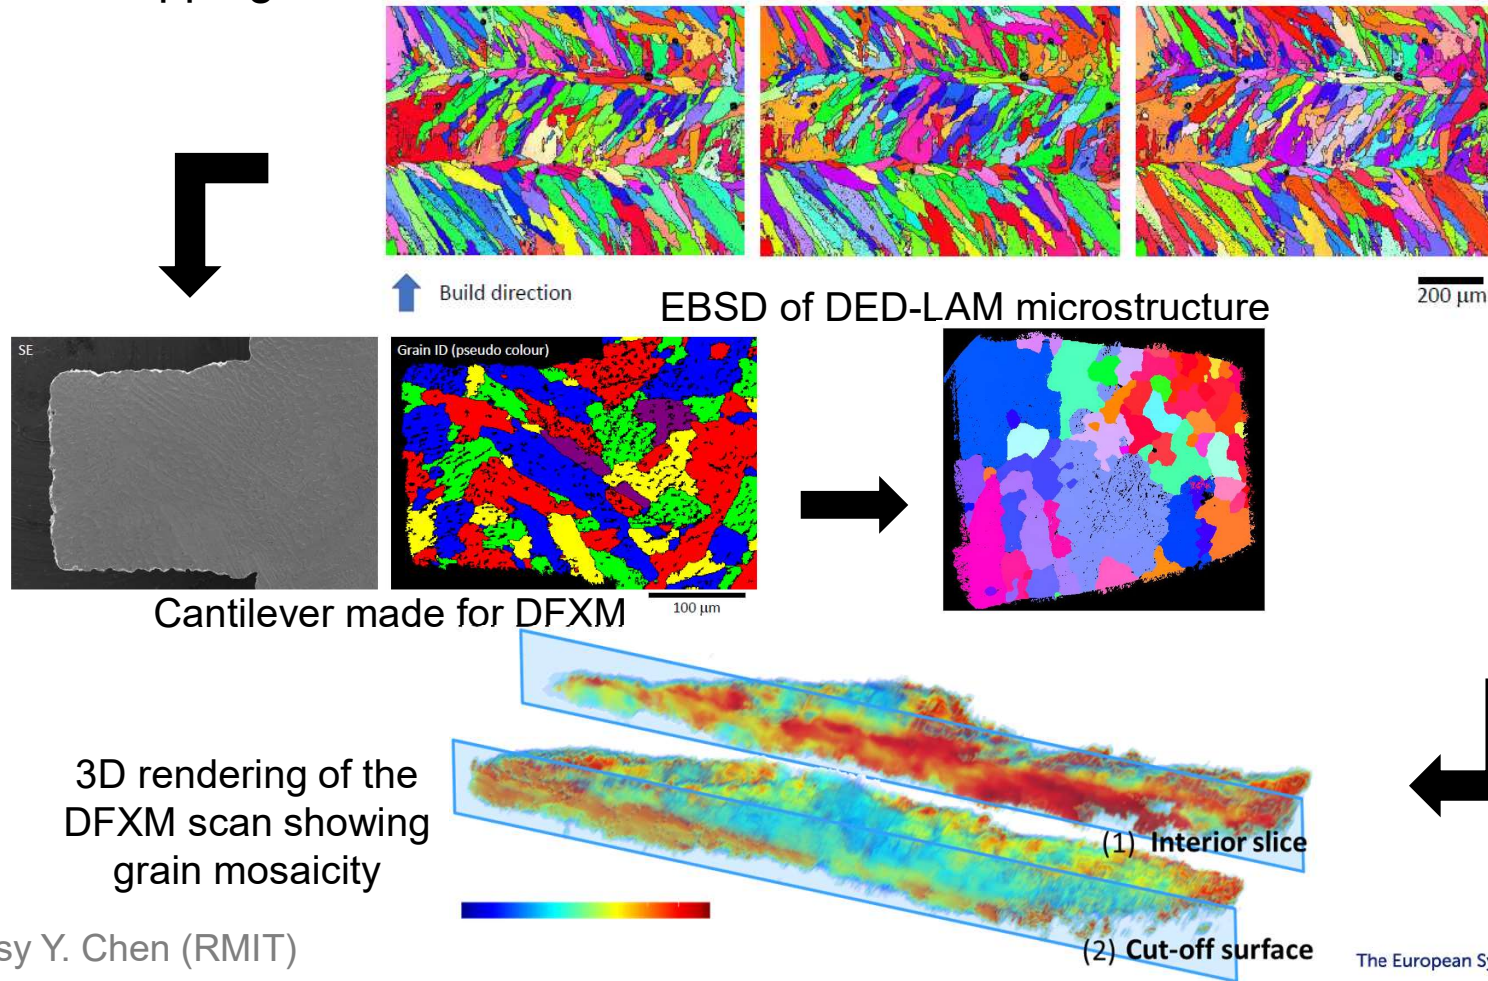 Build direction
EBSD of DED-LAM microstructure
200 µm
SE
Grain ID (pseudo colour)
Cantilever made for DFXM
100 µm
3D rendering of the
DFXM scan showing
grain mosaicity
(1) Interior slice
(2) Cut-off surface
Y. Chen (RMIT)
The European